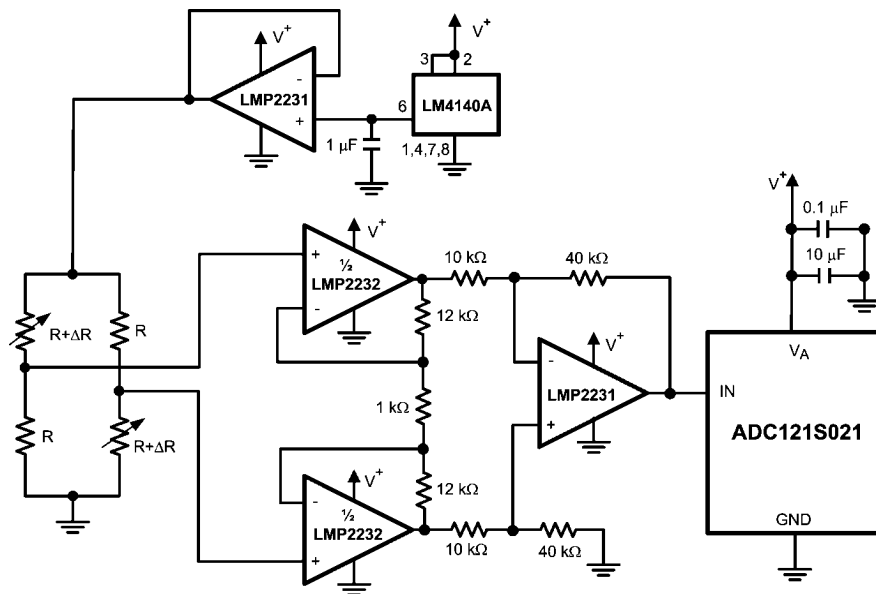 V+
-
LMP2231
+
1 µF
V+
3
2
6
LM4140A
1,4,7,8
V+
0.1 µF
10 µF
V+
+
½
LMP2232
-
10 kΩ
40 kΩ
12 kΩ
R+ΔR
R
V+
-
LMP2231
+
VA
IN
ADC121S021
GND
1 kΩ
R
R+ΔR
12 kΩ
V+
-
½
LMP2232
+
10 kΩ
40 kΩ